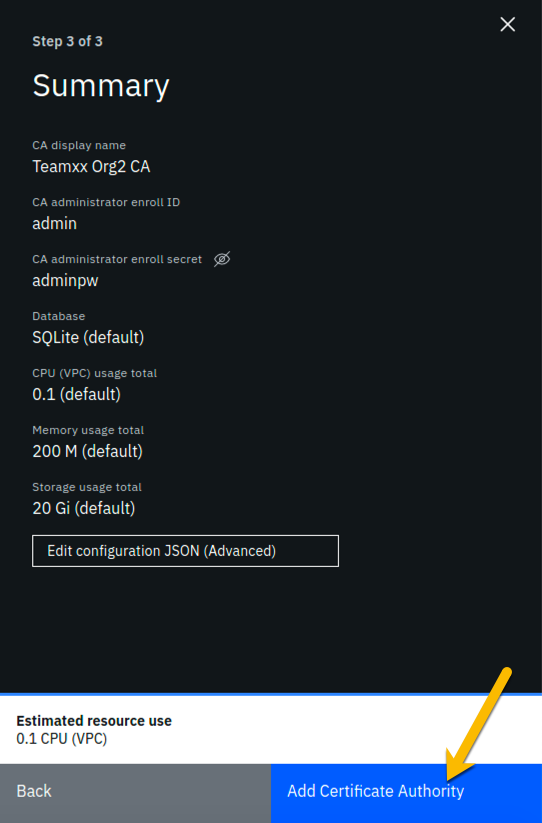 Step 3 of 3
Summary
CA display name
Teamxx Org2 CA
CA administrator enroll ID
admin
CA administrator enroll secret
adminpw
Database
SQLite (default)
CPU (VPC) usage total
0.1 (default)
Memory usage total
200 M (default)
Storage usage total
20 Gi (default)
Edit configuration JSON (Advanced)
Estimated resource use
0.1 CPU (VPC)
Back
Add Certificate Authority